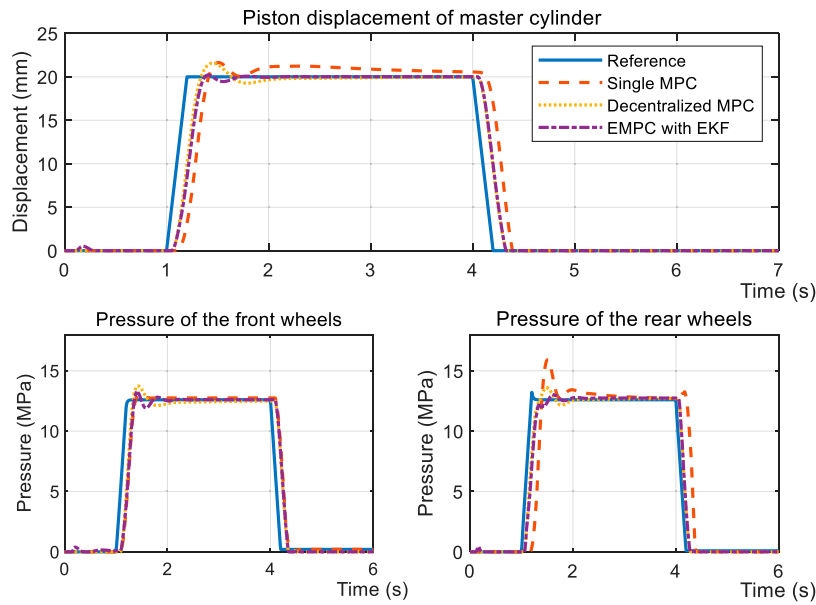 Piston displacement of master cylinder
Displacement (mm)
25
20
15
10
5
0
Reference
Single MPC
Decentralized MPC
EMPC with EKF
0 1 2 3 4 5 6 7
Time (s)
Pressure of the front wheels
Pressure (MPa)
15
10
5
0
0 2 4 6
Time (s)
Pressure of the rear wheels
Pressure (MPa)
15
10
5
0
0 2 4 6
Time (s)